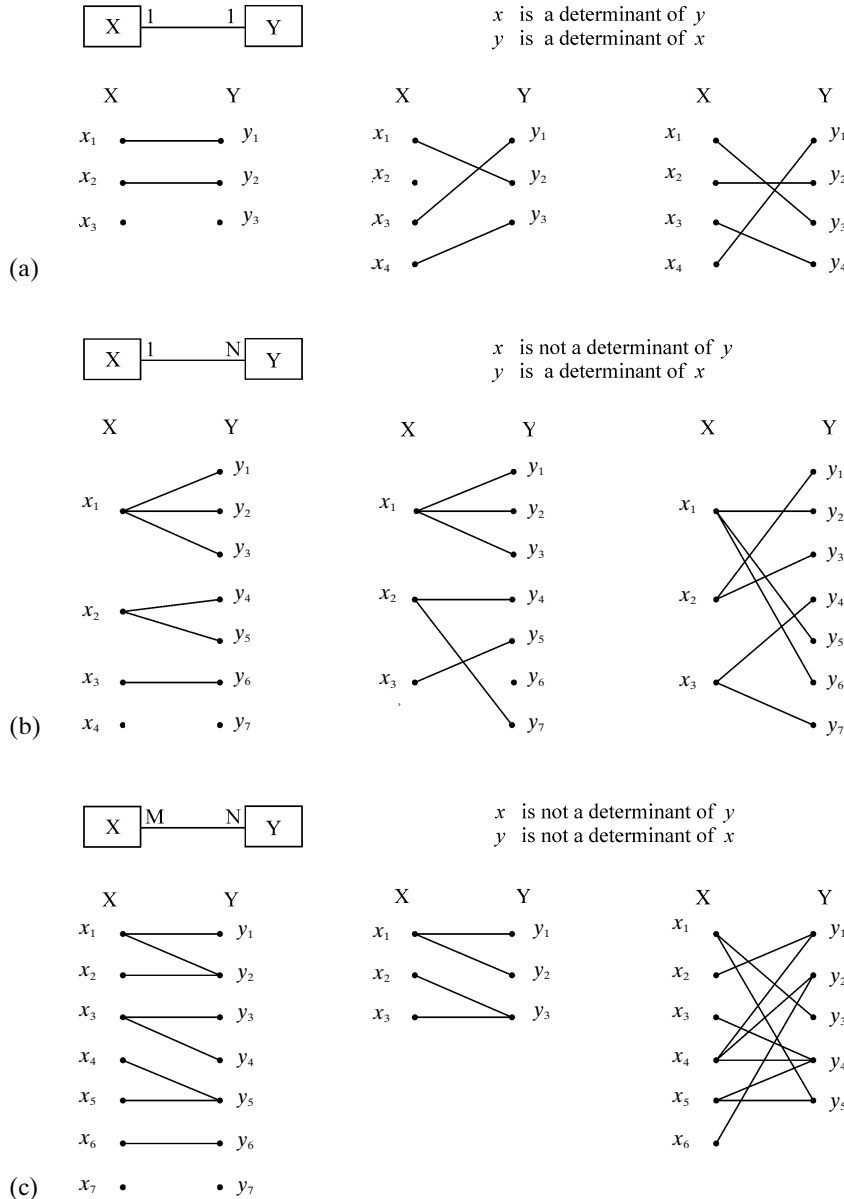 X 1 1 Y x is a determinant of y
y is a determinant of x
X Y X Y X Y
x₁ y₁ x₁ y₁ x₁ y₁
x₂ y₂ x₂ y₂ x₂ y₂
x₃ y₃ x₃ y₃ x₃ y₃
(a) x₄ x₄ y₄
X 1 N Y x is not a determinant of y
y is a determinant of x
X Y X Y X Y
y₁ y₁ y₁
x₁ y₂ x₁ y₂ x₁ y₂
y₃ y₃ y₃
x₂ y₄ x₂ y₄ x₂ y₄
y₅ y₅ y₅
x₃ y₆ x₃ y₆ x₃ y₆
(b) x₄ y₇ y₇ y₇
X M N Y x is not a determinant of y
y is not a determinant of x
X Y X Y X Y
x₁ y₁ x₁ y₁ x₁ y₁
x₂ y₂ x₂ y₂ x₂ y₂
x₃ y₃ x₃ y₃ x₃ y₃
x₄ y₄ x₄ y₄
x₅ y₅ x₅ y₅
x₆ y₆ x₆
(c) x₇ y₇